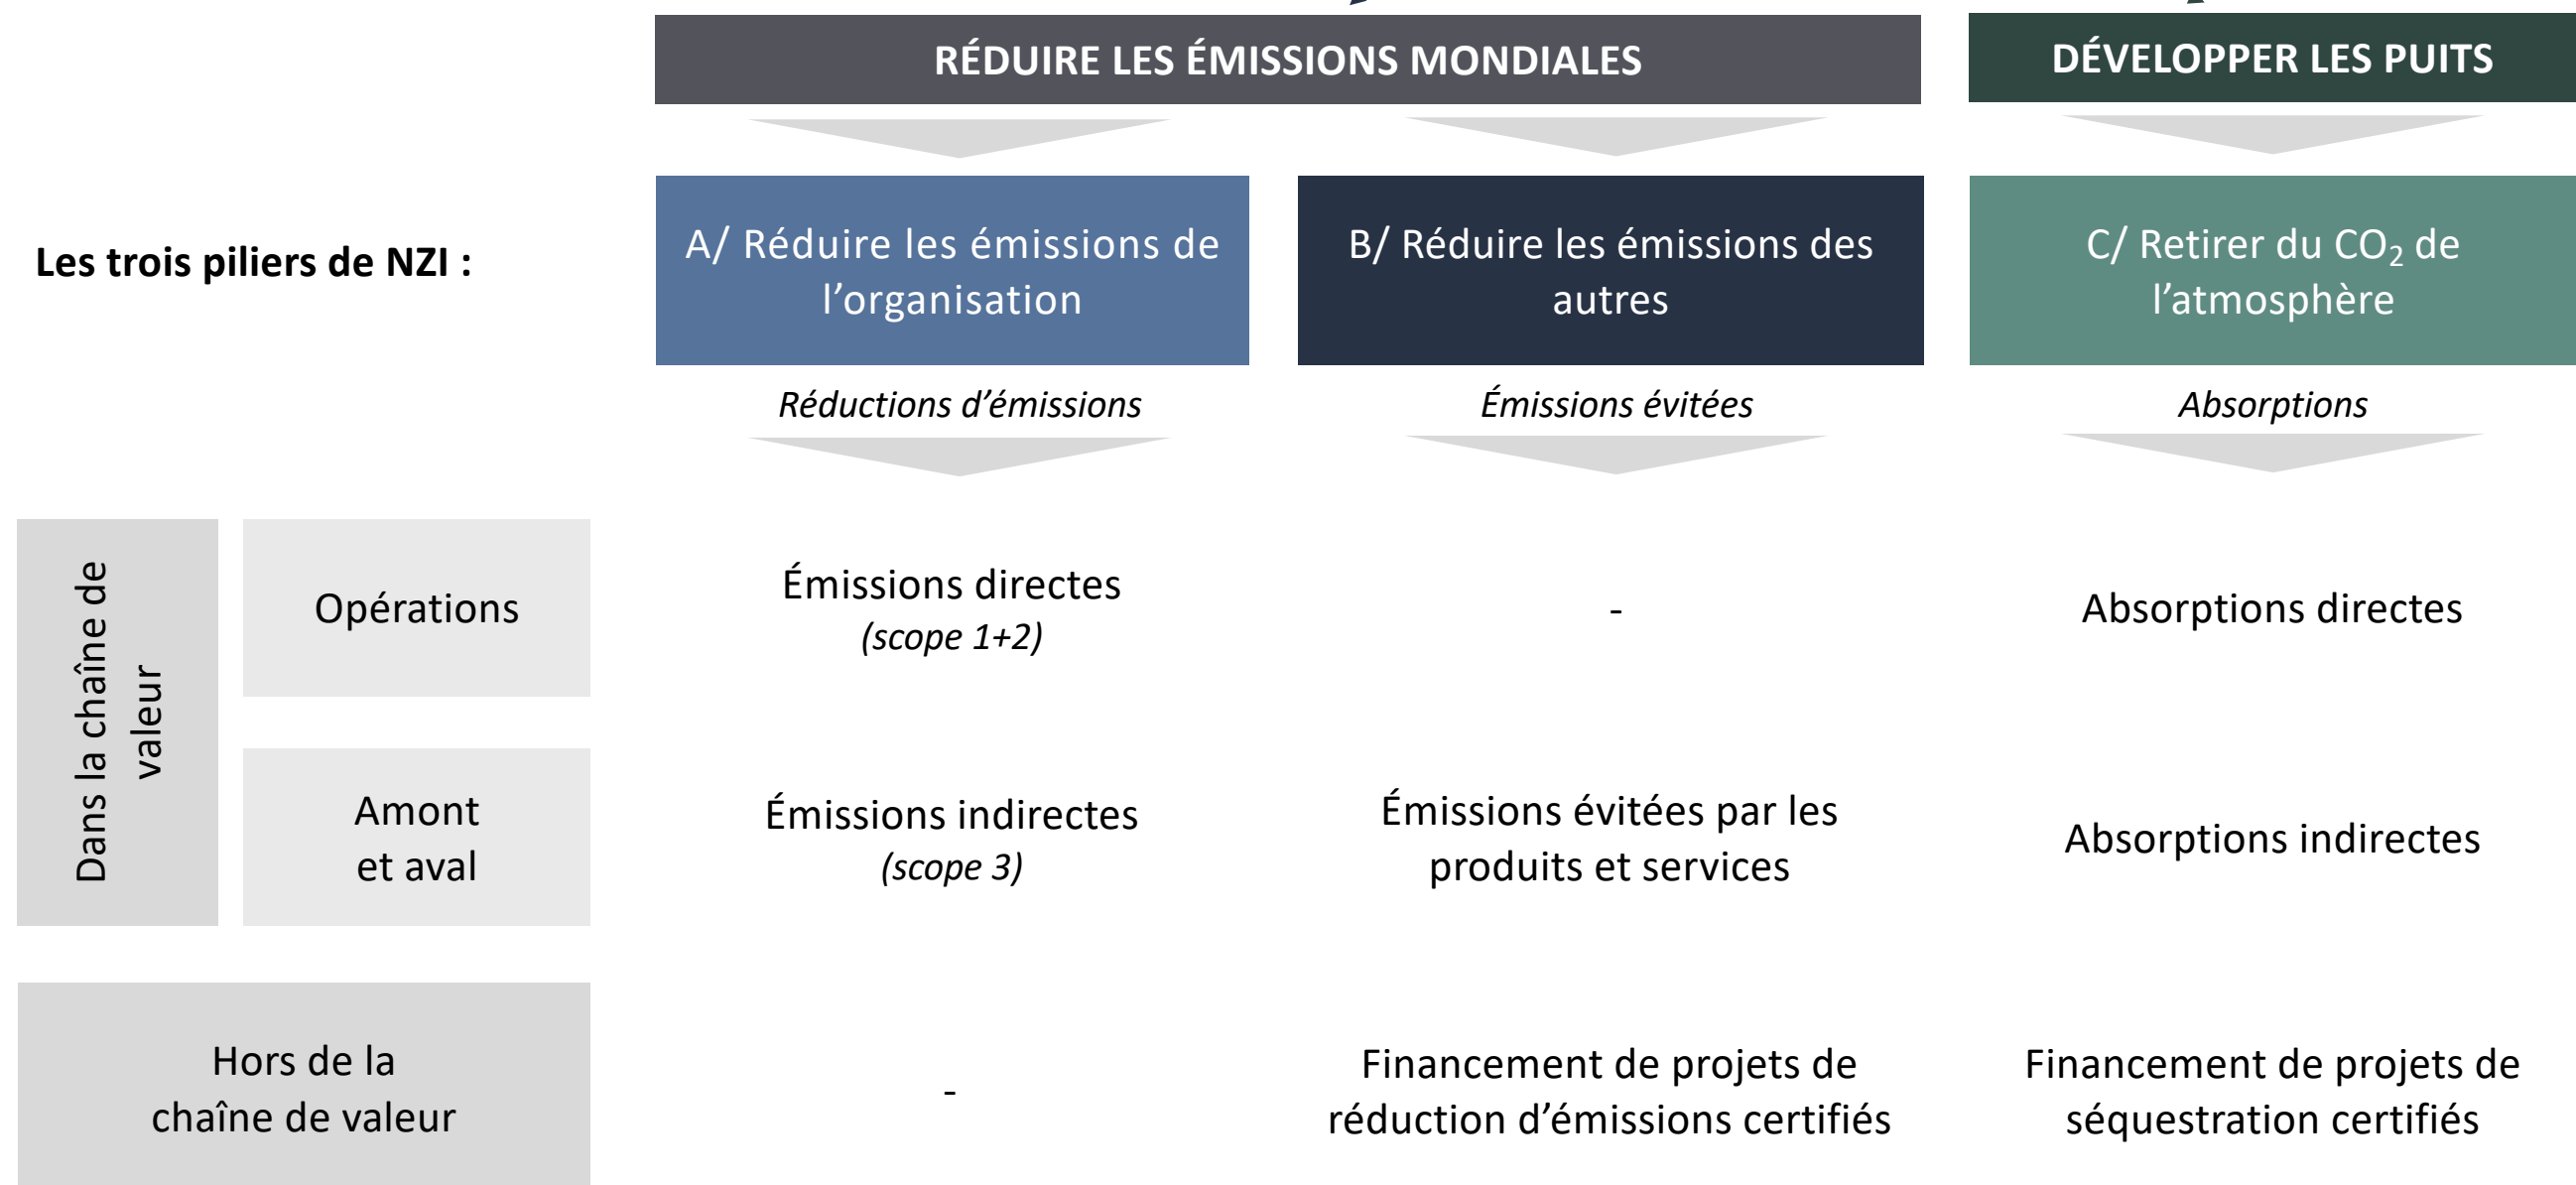 RÉDUIRE LES ÉMISSIONS MONDIALES
DÉVELOPPER LES PUITS
Les trois piliers de NZI :
A/ Réduire les émissions de
l’organisation
B/ Réduire les émissions des
autres
C/ Retirer du CO₂ de
l’atmosphère
Réductions d’émissions
Émissions évitées
Absorptions
Dans la chaîne de
valeur
Opérations
Émissions directes
(scope 1+2)
-
Absorptions directes
Amont
et aval
Émissions indirectes
(scope 3)
Émissions évitées par les
produits et services
Absorptions indirectes
Hors de la
chaîne de valeur
-
Financement de projets de
réduction d’émissions certifiés
Financement de projets de
séquestration certifiés